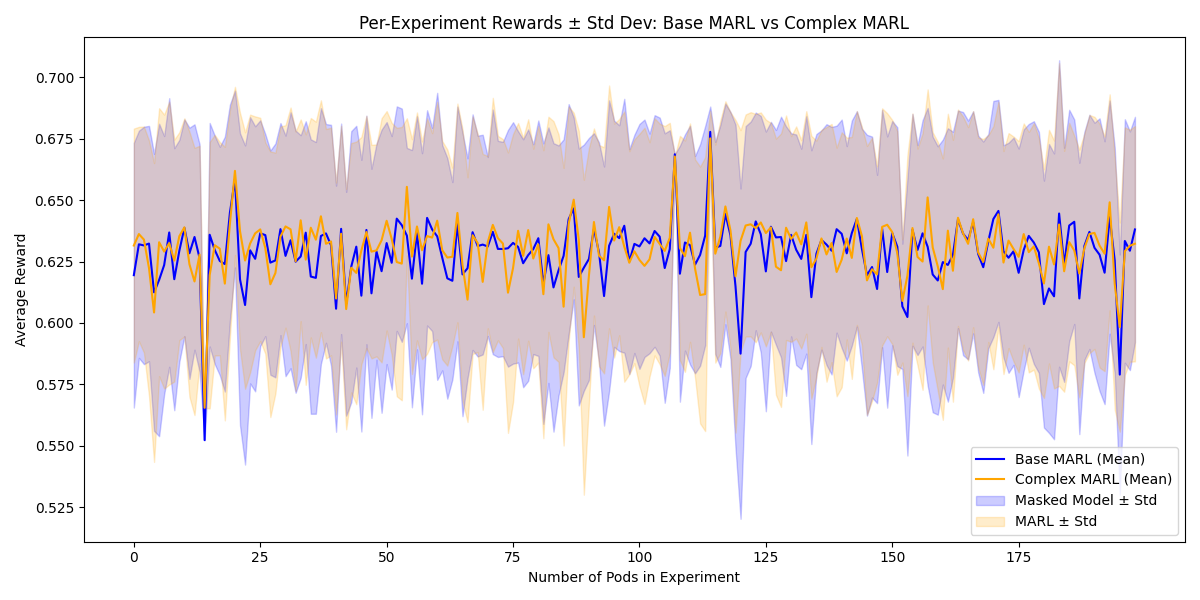 Per-Experiment Rewards ± Std Dev: Base MARL vs Complex MARL
Average Reward
0.700
0.675
0.650
0.625
0.600
0.575
0.550
0.525
Base MARL (Mean)
Complex MARL (Mean)
Masked Model ± Std
MARL ± Std
0 25 50 75 100 125 150 175
Number of Pods in Experiment